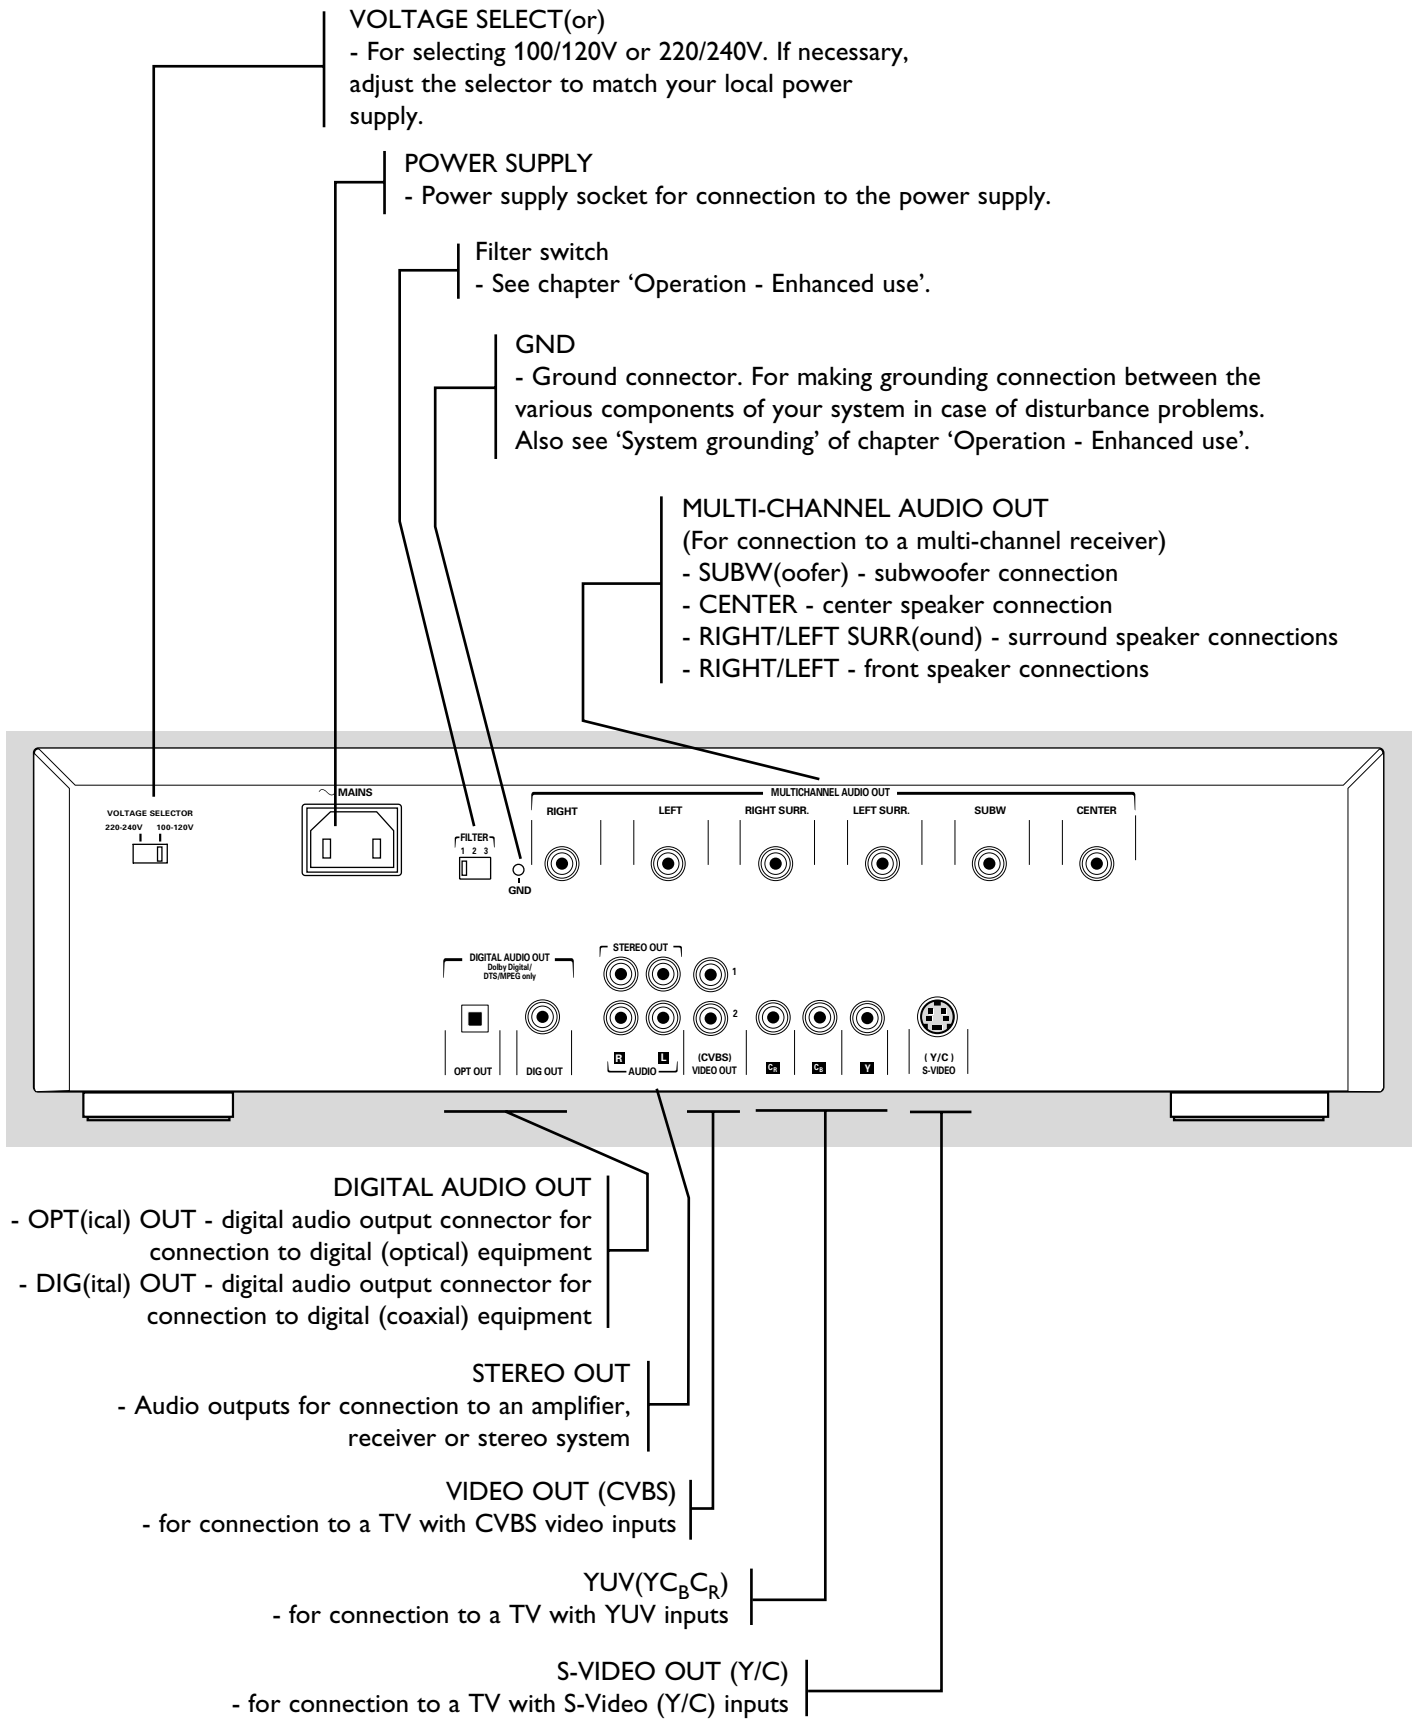 VOLTAGE SELECT(or)
- For selecting 100/120V or 220/240V. If necessary,
adjust the selector to match your local power
supply.
POWER SUPPLY
- Power supply socket for connection to the power supply.
Filter switch
- See chapter ‘Operation - Enhanced use’.
GND
- Ground connector. For making grounding connection between the
various components of your system in case of disturbance problems.
Also see ‘System grounding’ of chapter ‘Operation - Enhanced use’.
MULTI-CHANNEL AUDIO OUT
(For connection to a multi-channel receiver)
- SUBW(oofer) - subwoofer connection
- CENTER - center speaker connection
- RIGHT/LEFT SURR(ound) - surround speaker connections
- RIGHT/LEFT - front speaker connections
VOLTAGE SELECTOR
220-240V 100-120V
~ MAINS
FILTER
1 2 3
GND
MULTICHANNEL AUDIO OUT
RIGHT LEFT RIGHT SURR. LEFT SURR. SUBW CENTER
DIGITAL AUDIO OUT
Dolby Digital/
DTS/MPEG only
OPT OUT DIG OUT
STEREO OUT
1
2
R L
AUDIO
(CVBS)
VIDEO OUT
CR CB Y
( Y/C )
S-VIDEO
DIGITAL AUDIO OUT
- OPT(ical) OUT - digital audio output connector for
connection to digital (optical) equipment
- DIG(ital) OUT - digital audio output connector for
connection to digital (coaxial) equipment
STEREO OUT
- Audio outputs for connection to an amplifier,
receiver or stereo system
VIDEO OUT (CVBS)
- for connection to a TV with CVBS video inputs
YUV(YCBCR)
- for connection to a TV with YUV inputs
S-VIDEO OUT (Y/C)
- for connection to a TV with S-Video (Y/C) inputs